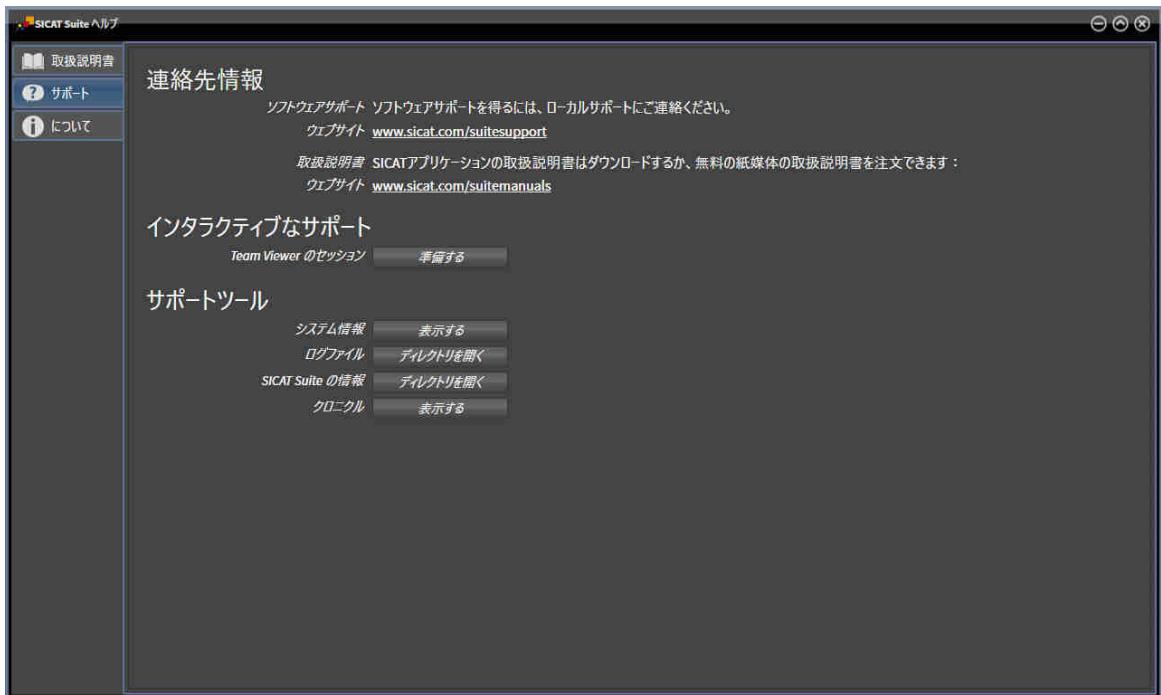 SICAT Suite ヘルプ
取扱説明書
サポート
について
連絡先情報
ソフトウェアサポート ソフトウェアサポートを得るには、ローカルサポートにご連絡ください。
ウェブサイト www.sicat.com/suitesupport
取扱説明書 SICATアプリケーションの取扱説明書はダウンロードするか、無料の紙媒体の取扱説明書を注文できます：
ウェブサイト www.sicat.com/suitemanuals
インタラクティブなサポート
Team Viewer のセッション 準備する
サポートツール
システム情報 表示する
ログファイル ディレクトリを開く
SICAT Suite の情報 ディレクトリを開く
クロニクル 表示する